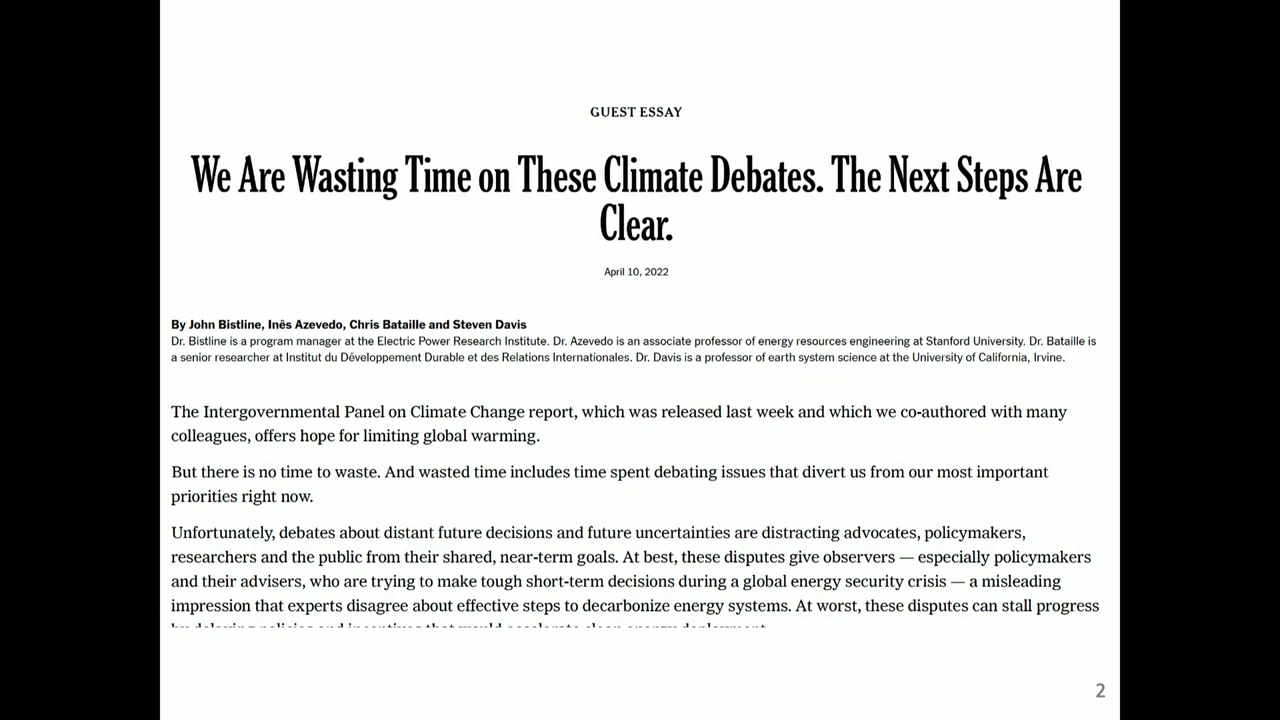 GUEST ESSAY
We Are Wasting Time on These Climate Debates. The Next Steps Are
Clear.
April 10, 2022
By John Bistline, Inês Azevedo, Chris Bataille and Steven Davis
Dr. Bistline is a program manager at the Electric Power Research Institute. Dr. Azevedo is an associate professor of energy resources engineering at Stanford University. Dr. Bataille is
a senior researcher at Institut du Développement Durable et des Relations Internationales. Dr. Davis is a professor of earth system science at the University of California, Irvine.
The Intergovernmental Panel on Climate Change report, which was released last week and which we co-authored with many
colleagues, offers hope for limiting global warming.
But there is no time to waste. And wasted time includes time spent debating issues that divert us from our most important
priorities right now.
Unfortunately, debates about distant future decisions and future uncertainties are distracting advocates, policymakers,
researchers and the public from their shared, near-term goals. At best, these disputes give observers — especially policymakers
and their advisers, who are trying to make tough short-term decisions during a global energy security crisis — a misleading
impression that experts disagree about effective steps to decarbonize energy systems. At worst, these disputes can stall progress
2